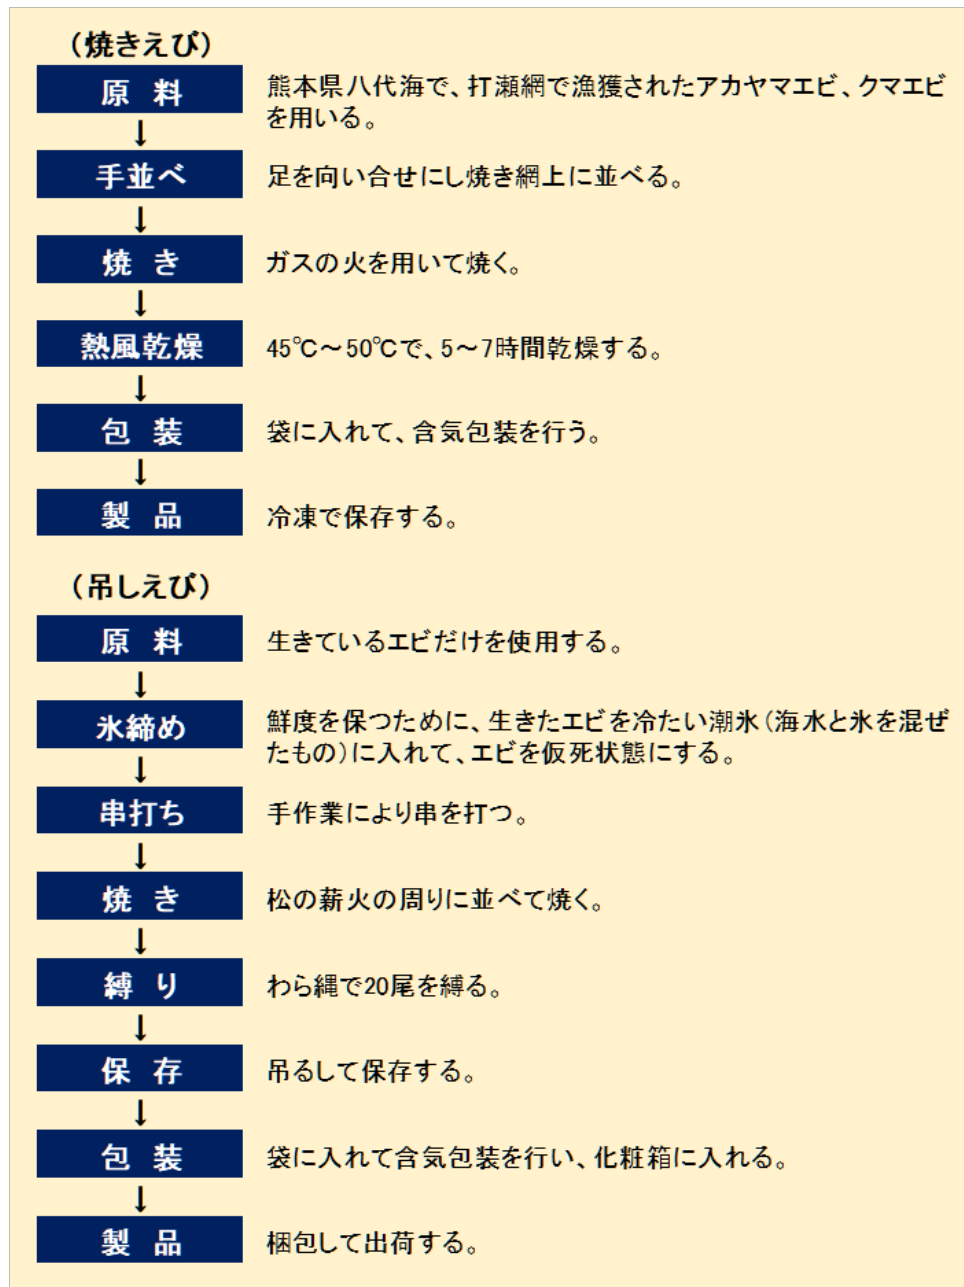 （焼きえび）
原　料
熊本県八代海で、打瀬網で漁獲されたアカヤマエビ、クマエビ
を用いる。
↓
手並べ
足を向い合せにし焼き網上に並べる。
↓
焼　き
ガスの火を用いて焼く。
↓
熱風乾燥
45℃～50℃で、5～7時間乾燥する。
↓
包　装
袋に入れて、含気包装を行う。
↓
製　品
冷凍で保存する。
（吊しえび）
原　料
生きているエビだけを使用する。
↓
氷締め
鮮度を保つために、生きたエビを冷たい潮氷（海水と氷を混ぜ
たもの）に入れて、エビを仮死状態にする。
↓
串打ち
手作業により串を打つ。
↓
焼　き
松の薪火の周りに並べて焼く。
↓
縛　り
わら縄で20尾を縛る。
↓
保　存
吊るして保存する。
↓
包　装
袋に入れて含気包装を行い、化粧箱に入れる。
↓
製　品
梱包して出荷する。